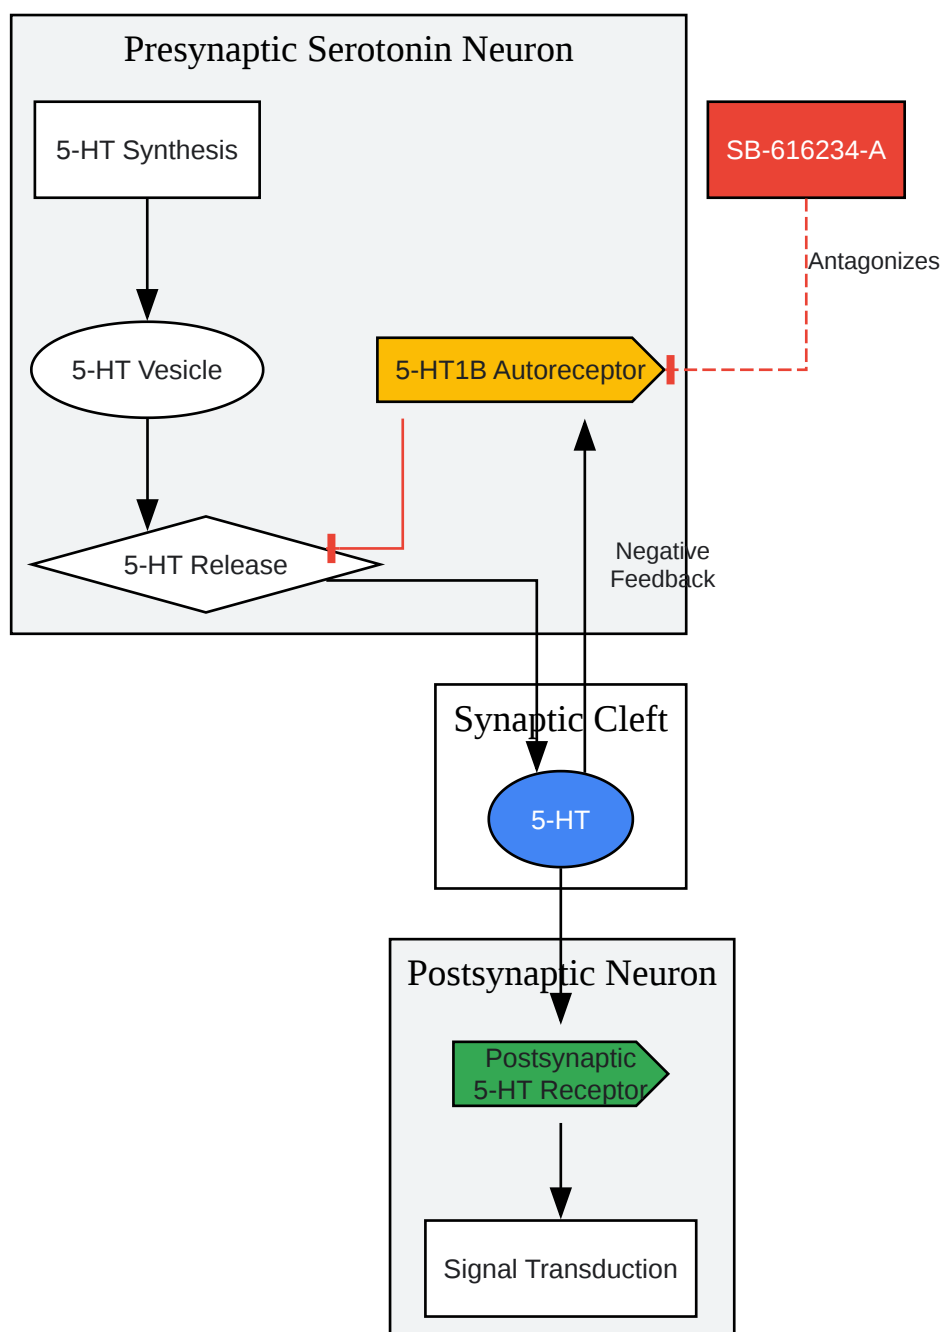 Presynaptic Serotonin Neuron
5-HT Synthesis
SB-616234-A
Antagonizes
5-HT Vesicle
5-HT1B Autoreceptor
5-HT Release
Negative
Feedback
Synaptic Cleft
5-HT
Postsynaptic Neuron
Postsynaptic
5-HT Receptor
Signal Transduction